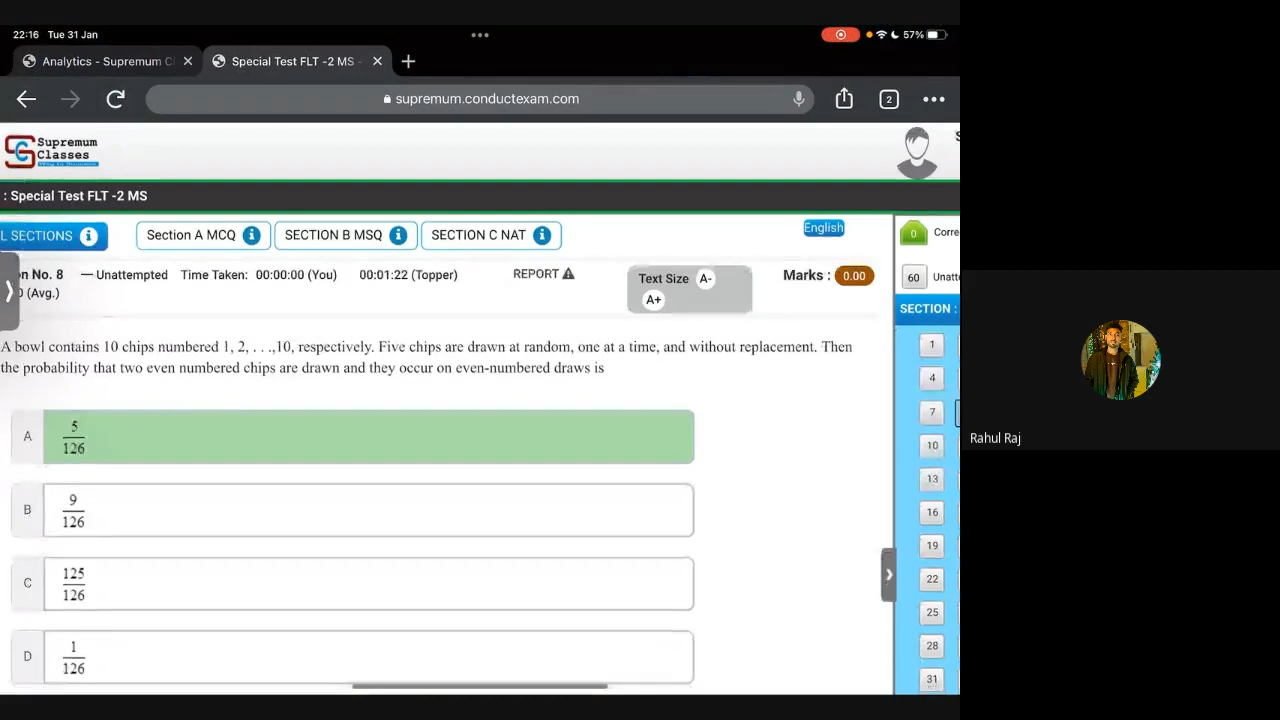 22:16 Tue 31 Jan
57%
Analytics - Supremum C
Special Test FLT -2 MS -
supremum.conductexam.com
2
Supremum
Classes
: Special Test FLT -2 MS
L SECTIONS
Section A MCQ
SECTION B MSQ
SECTION C NAT
English
0 Corre
on No. 8 — Unattempted Time Taken: 00:00:00 (You) 00:01:22 (Topper) REPORT
0 (Avg.)
Text Size A-
A+
Marks : 0.00
60 Unatt
SECTION :
A bowl contains 10 chips numbered 1, 2, . . .,10, respectively. Five chips are drawn at random, one at a time, and without replacement. Then
the probability that two even numbered chips are drawn and they occur on even-numbered draws is
A 5/126
B 9/126
C 125/126
D 1/126
1
4
7
10
13
16
19
22
25
28
31
Rahul Raj